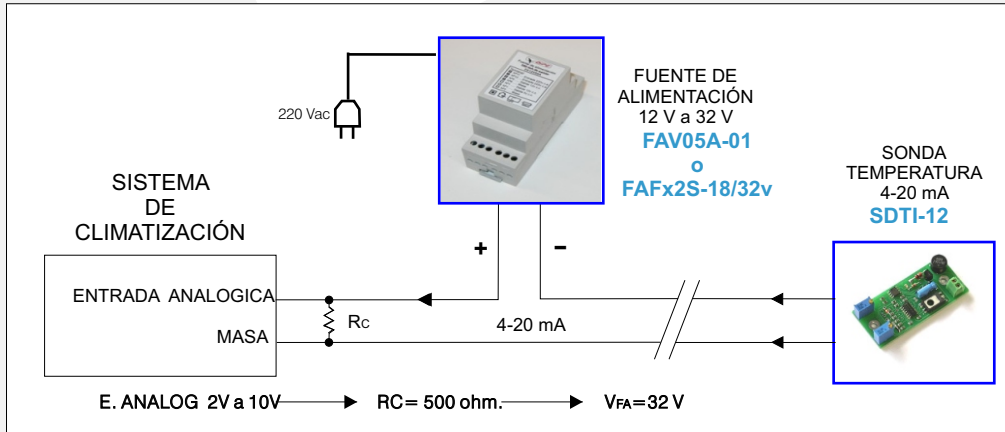 220 Vac
FUENTE DE
ALIMENTACIÓN
12 V a 32 V
FAV05A-01
o
FAFx2S-18/32v
SONDA
TEMPERATURA
4-20 mA
SDTI-12
SISTEMA
DE
CLIMATIZACIÓN
+
-
ENTRADA ANALOGICA
RC
4-20 mA
MASA
E. ANALOG 2V a 10V RC= 500 ohm. VFA=32 V